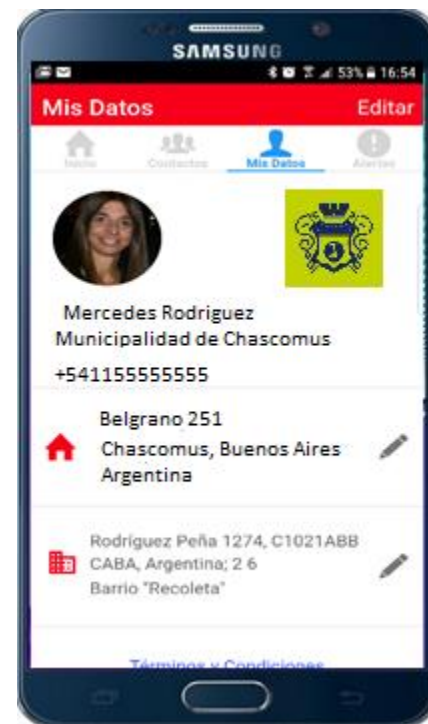 SAMSUNG
53% 16:54
Mis Datos Editar
Inicio Contactos Mis Datos Alertas
Mercedes Rodriguez
Municipalidad de Chascomus
+541155555555
Belgrano 251
Chascomus, Buenos Aires
Argentina
Rodríguez Peña 1274, C1021ABB
CABA, Argentina; 2 6
Barrio "Recoleta"
Términos y Condiciones